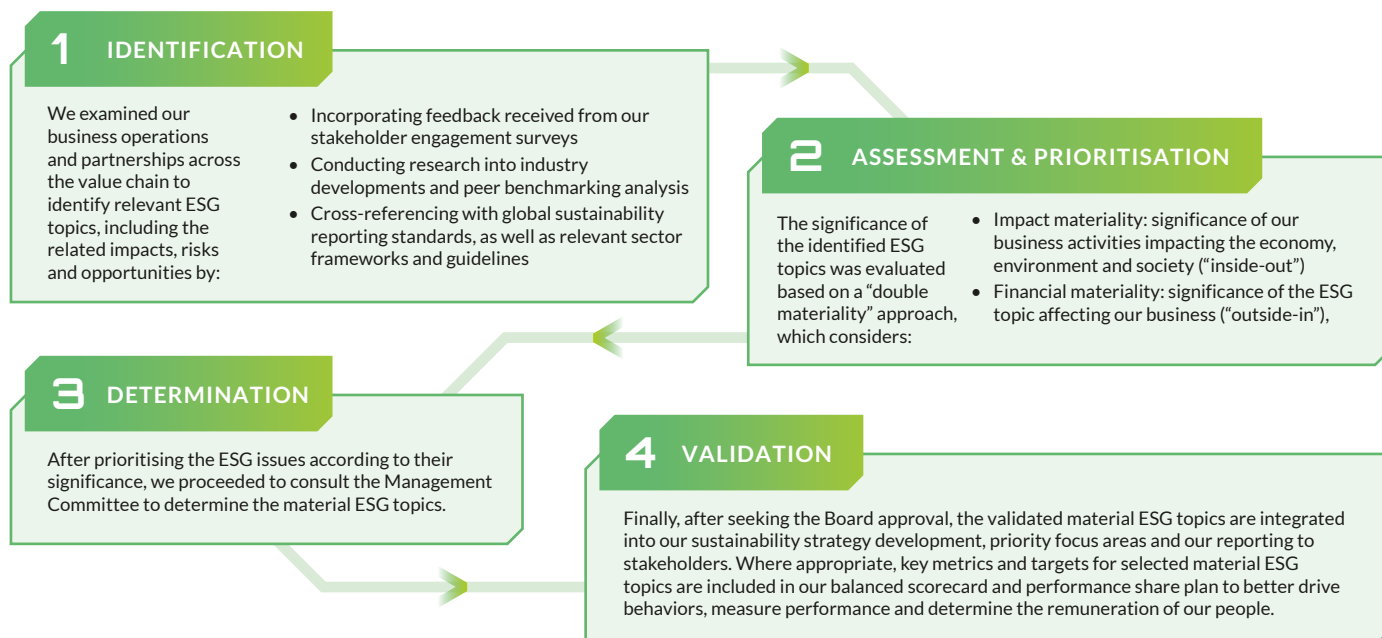 1 IDENTIFICATION
We examined our
business operations
and partnerships across
the value chain to
identify relevant ESG
topics, including the
related impacts, risks
and opportunities by:
• Incorporating feedback received from our
stakeholder engagement surveys
• Conducting research into industry
developments and peer benchmarking analysis
• Cross-referencing with global sustainability
reporting standards, as well as relevant sector
frameworks and guidelines
2 ASSESSMENT & PRIORITISATION
The significance of
the identified ESG
topics was evaluated
based on a “double
materiality” approach,
which considers:
• Impact materiality: significance of our
business activities impacting the economy,
environment and society (“inside-out”)
• Financial materiality: significance of the ESG
topic affecting our business (“outside-in”),
3 DETERMINATION
After prioritising the ESG issues according to their
significance, we proceeded to consult the Management
Committee to determine the material ESG topics.
4 VALIDATION
Finally, after seeking the Board approval, the validated material ESG topics are integrated
into our sustainability strategy development, priority focus areas and our reporting to
stakeholders. Where appropriate, key metrics and targets for selected material ESG
topics are included in our balanced scorecard and performance share plan to better drive
behaviors, measure performance and determine the remuneration of our people.